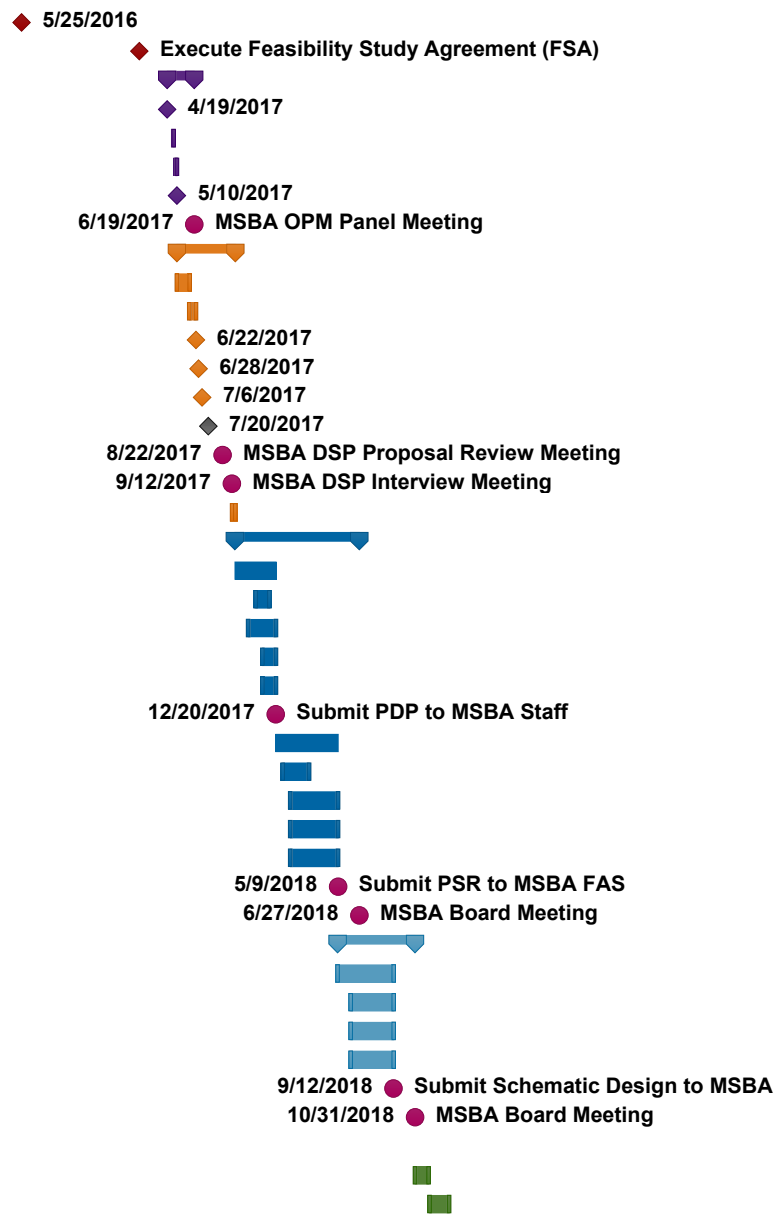 5/25/2016
Execute Feasibility Study Agreement (FSA)
4/19/2017
5/10/2017
6/19/2017 MSBA OPM Panel Meeting
6/22/2017
6/28/2017
7/6/2017
7/20/2017
8/22/2017 MSBA DSP Proposal Review Meeting
9/12/2017 MSBA DSP Interview Meeting
12/20/2017 Submit PDP to MSBA Staff
5/9/2018 Submit PSR to MSBA FAS
6/27/2018 MSBA Board Meeting
9/12/2018 Submit Schematic Design to MSBA
10/31/2018 MSBA Board Meeting